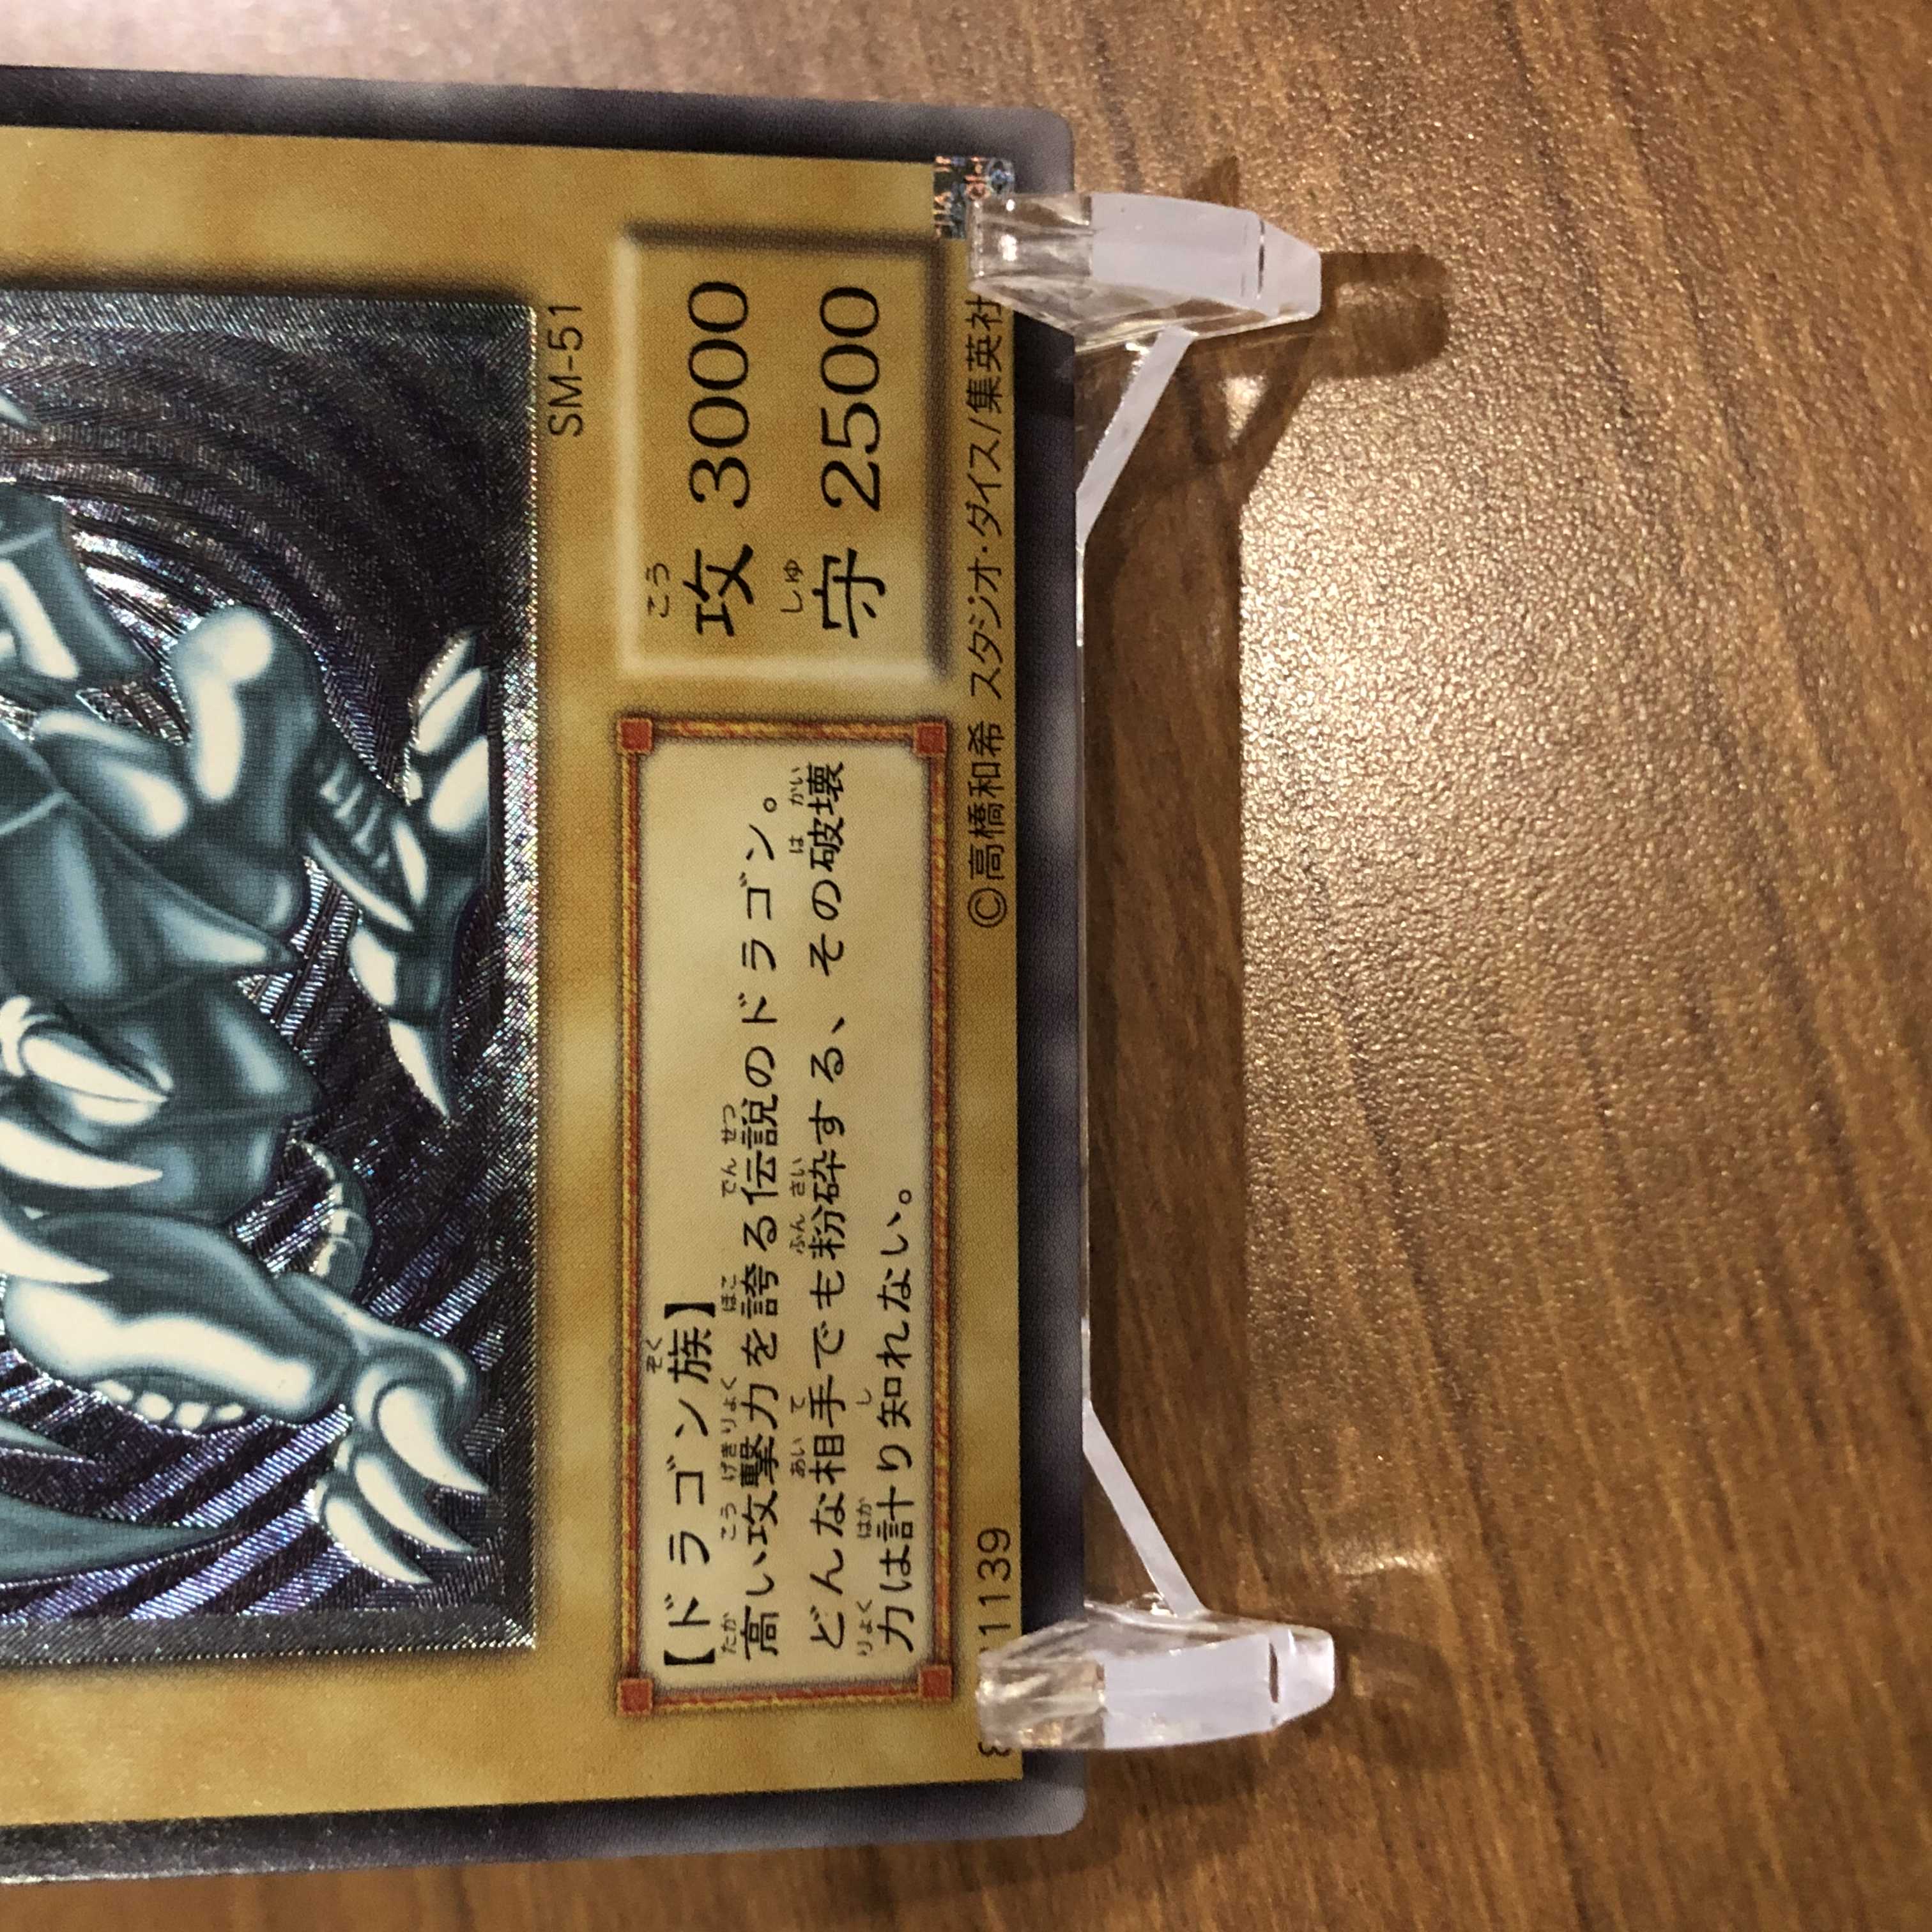 SM-51
【ドラゴン族】
高い攻撃力を誇る伝説のドラゴン。
どんな相手でも粉砕する、その破壊
力は計り知れない。
攻 3000
守 2500
1139
©高橋和希 スタジオ・ダイス/集英社